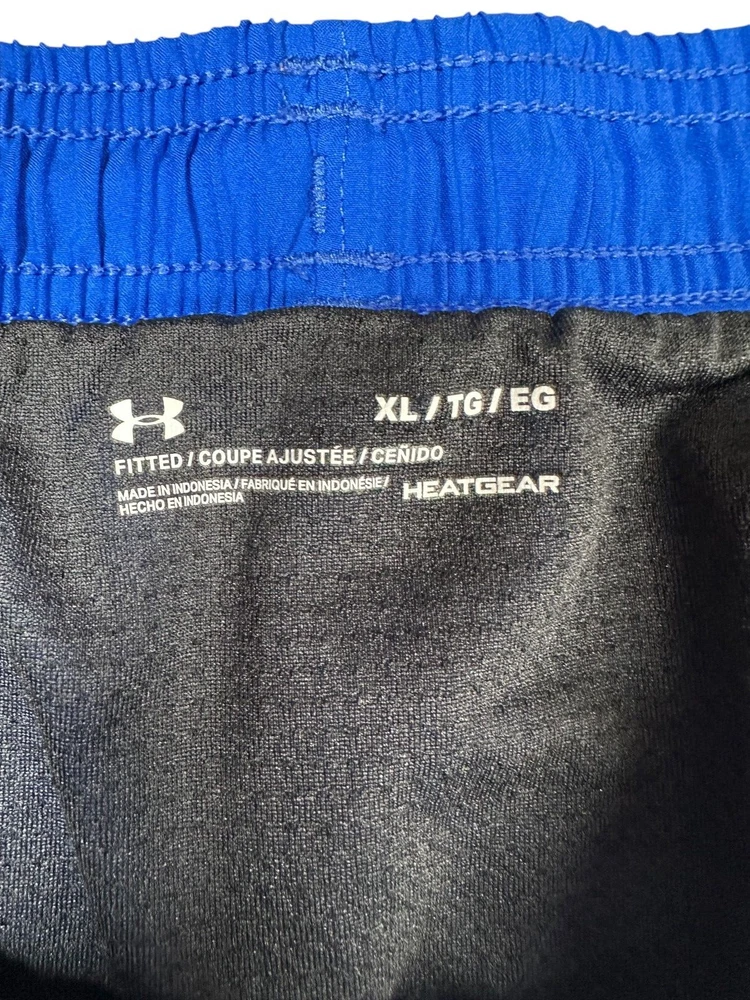 XL / TG / EG
FITTED / COUPE AJUSTÉE / CEÑIDO
MADE IN INDONESIA / FABRIQUÉ EN INDONÉSIE /
HECHO EN INDONESIA
HEATGEAR